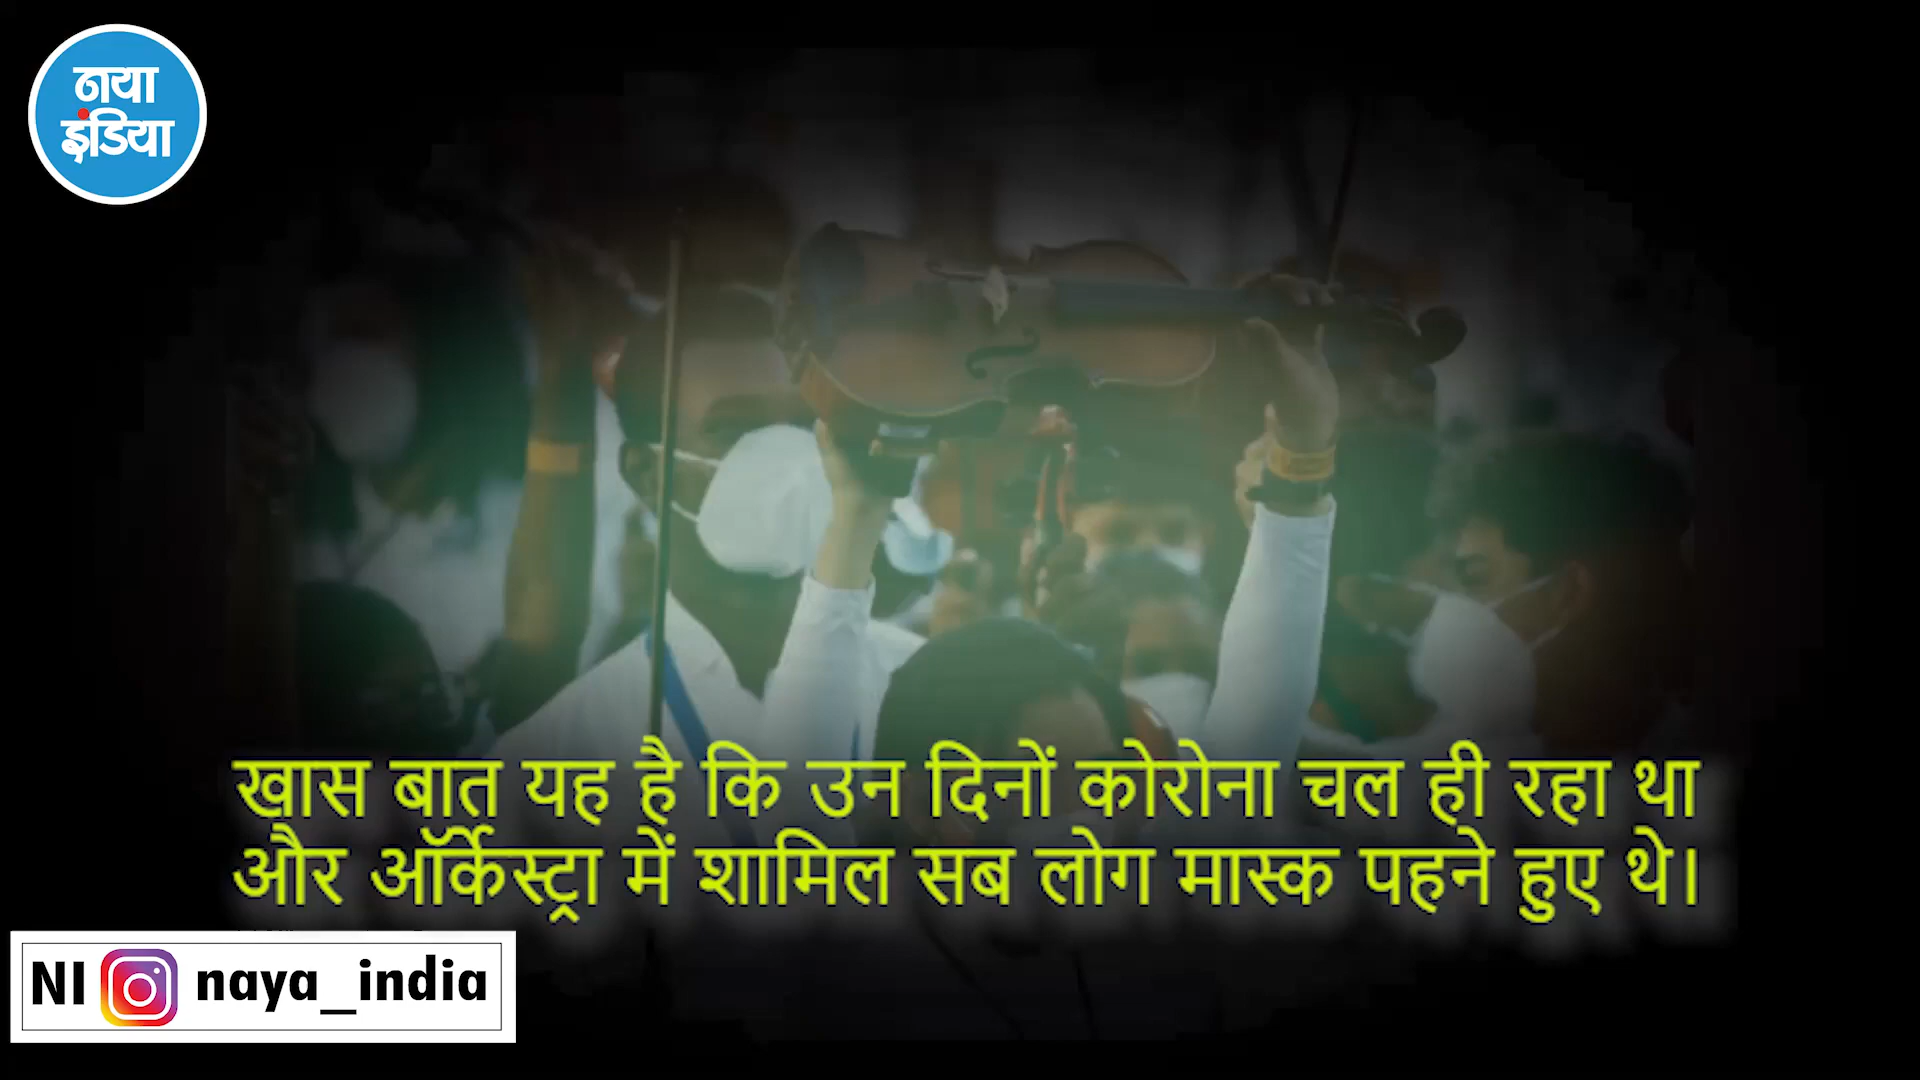 नया
इंडिया
खास बात यह है कि उन दिनों कोरोना चल ही रहा था
और ऑर्केस्ट्रा में शामिल सब लोग मास्क पहने हुए थे।
NI naya_india